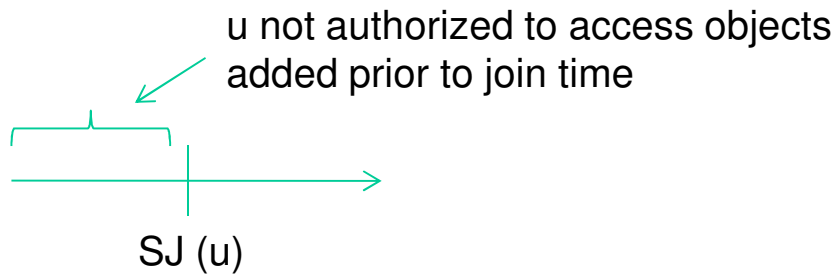 u not authorized to access objects
added prior to join time
SJ (u)